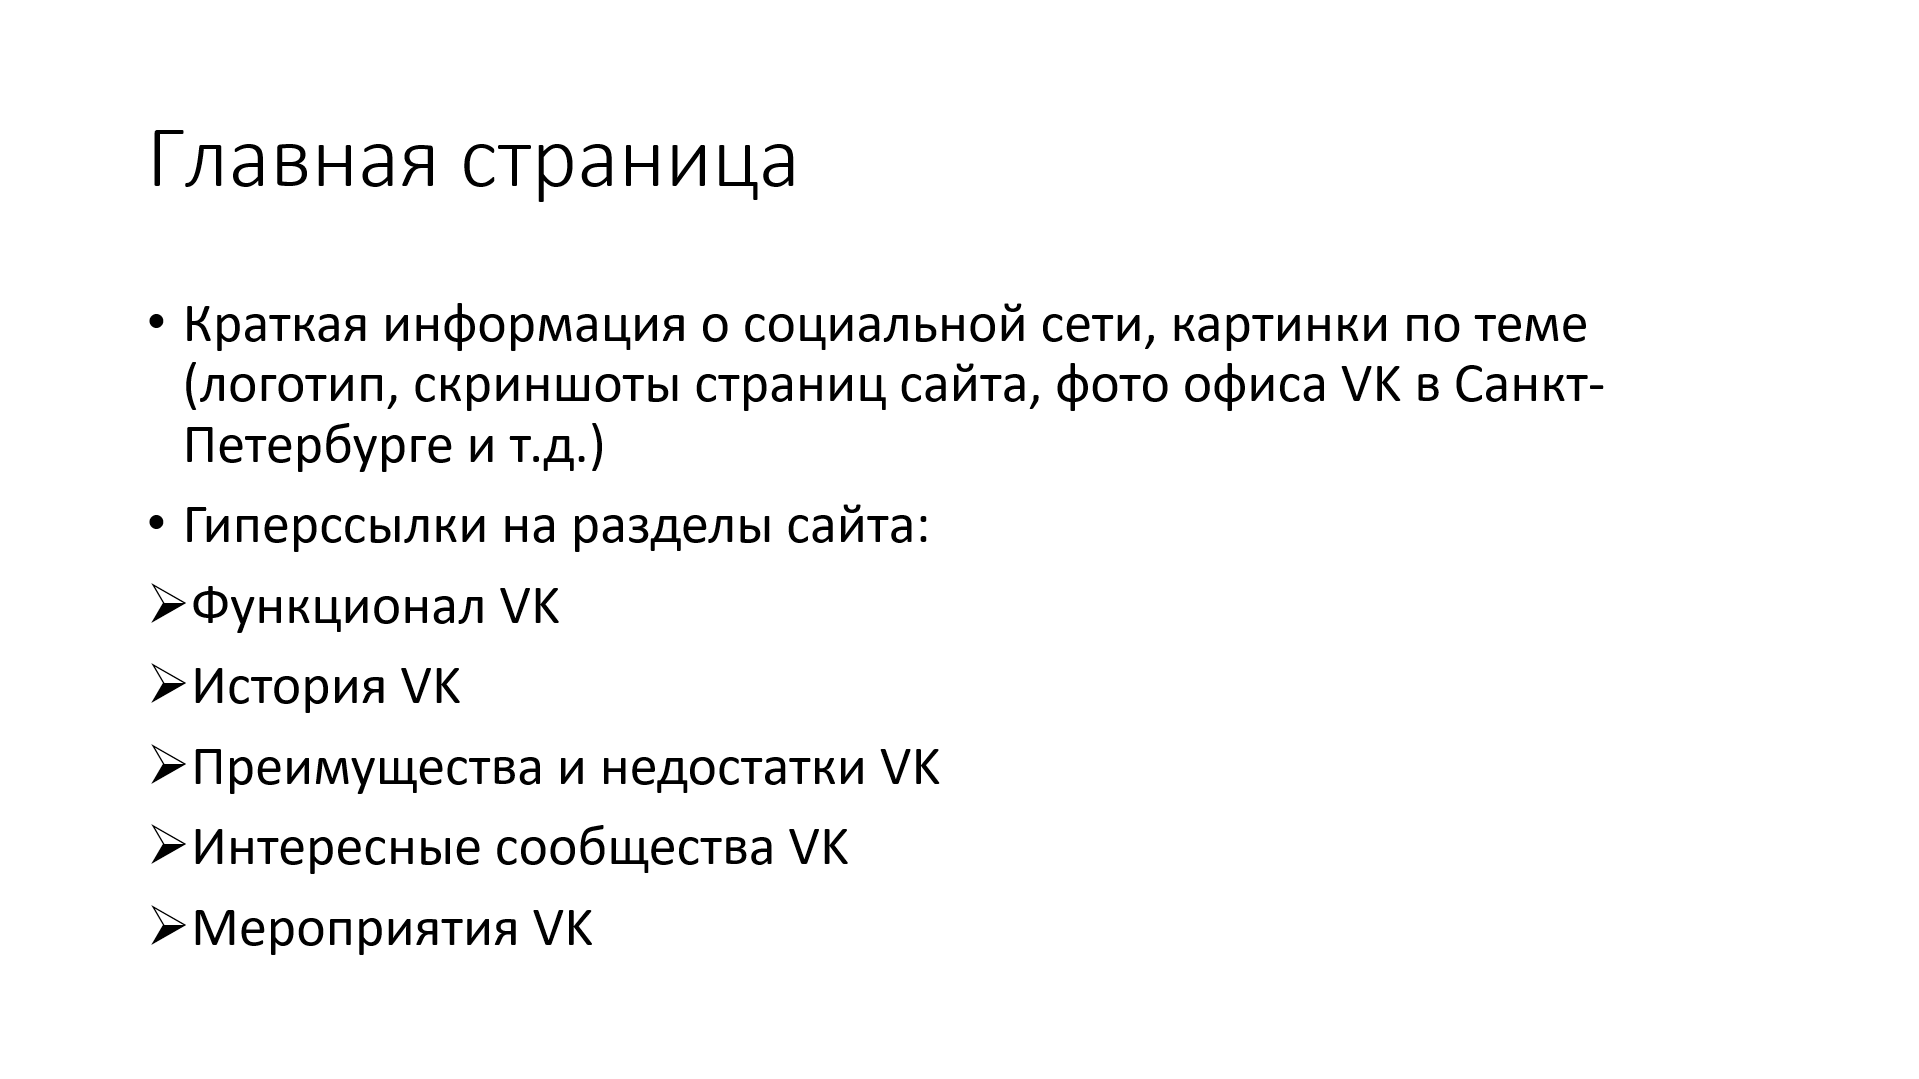 Главная страница
• Краткая информация о социальной сети, картинки по теме
(логотип, скриншоты страниц сайта, фото офиса VK в Санкт-
Петербурге и т.д.)
• Гиперссылки на разделы сайта:
➢Функционал VK
➢История VK
➢Преимущества и недостатки VK
➢Интересные сообщества VK
➢Мероприятия VK